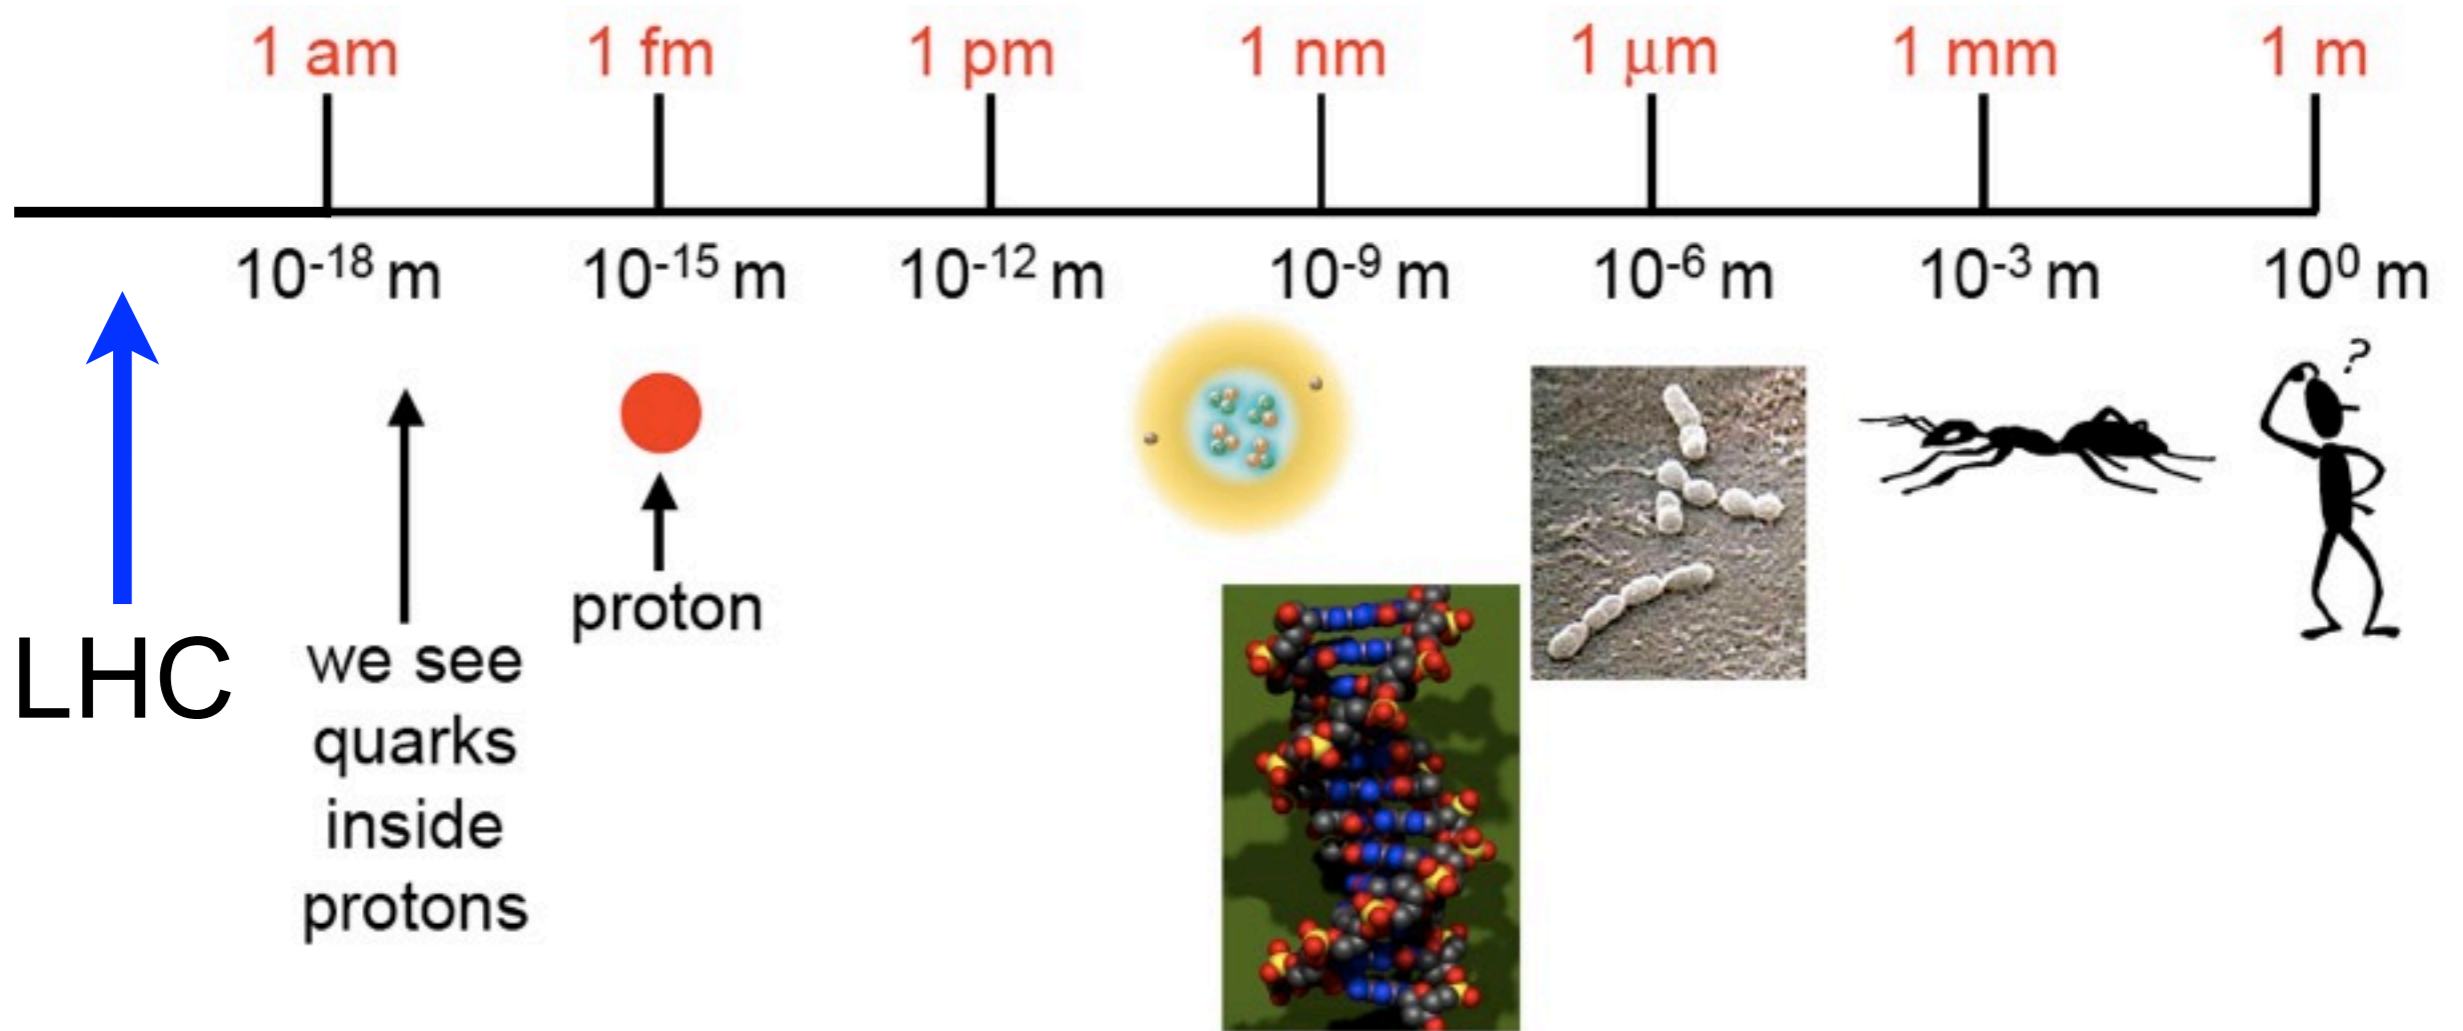 1 am 1 fm 1 pm 1 nm 1 μm 1 mm 1 m
10⁻¹⁸ m 10⁻¹⁵ m 10⁻¹² m 10⁻⁹ m 10⁻⁶ m 10⁻³ m 10⁰ m
?
proton
LHC
we see
quarks
inside
protons